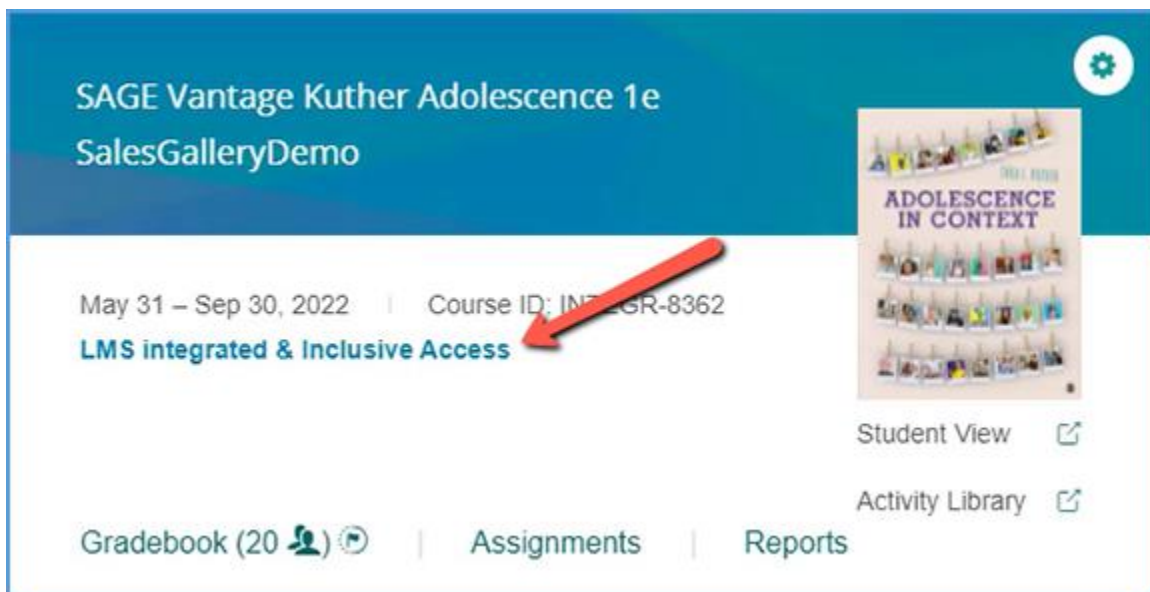 SAGE Vantage Kuther Adolescence 1e
SalesGalleryDemo
ADOLESCENCE
IN CONTEXT
May 31 – Sep 30, 2022
Course ID: 8362
LMS integrated & Inclusive Access
Student View
Activity Library
Gradebook (20 )
Assignments
Reports